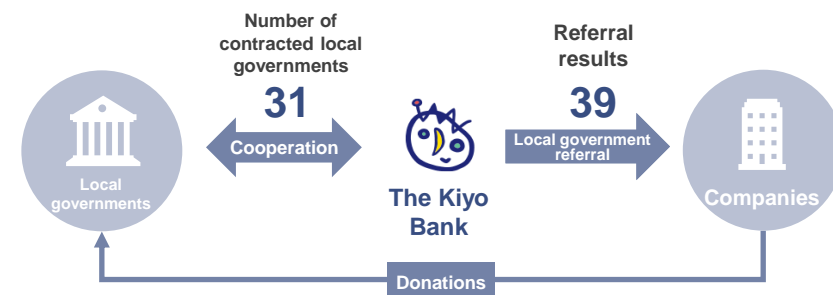 Number of
contracted local
governments
31
Cooperation
Local
governments
The Kiyo
Bank
Referral
results
39
Local government
referral
Companies
Donations